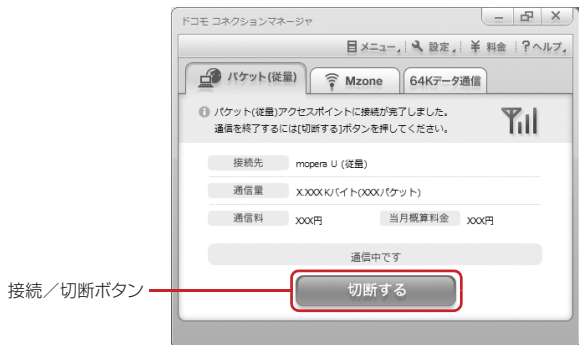 ドコモ コネクションマネージャ
メニュー 設定 ￥ 料金 ? ヘルプ
パケット(従量) Mzone 64Kデータ通信
パケット(従量)アクセスポイントに接続が完了しました。
通信を終了するには[切断する]ボタンを押してください。
接続先 mopera U (従量)
通信量 X.XXX Kバイト(XXXパケット)
通信料 XXX円 当月概算料金 XXX円
通信中です
接続／切断ボタン 切断する